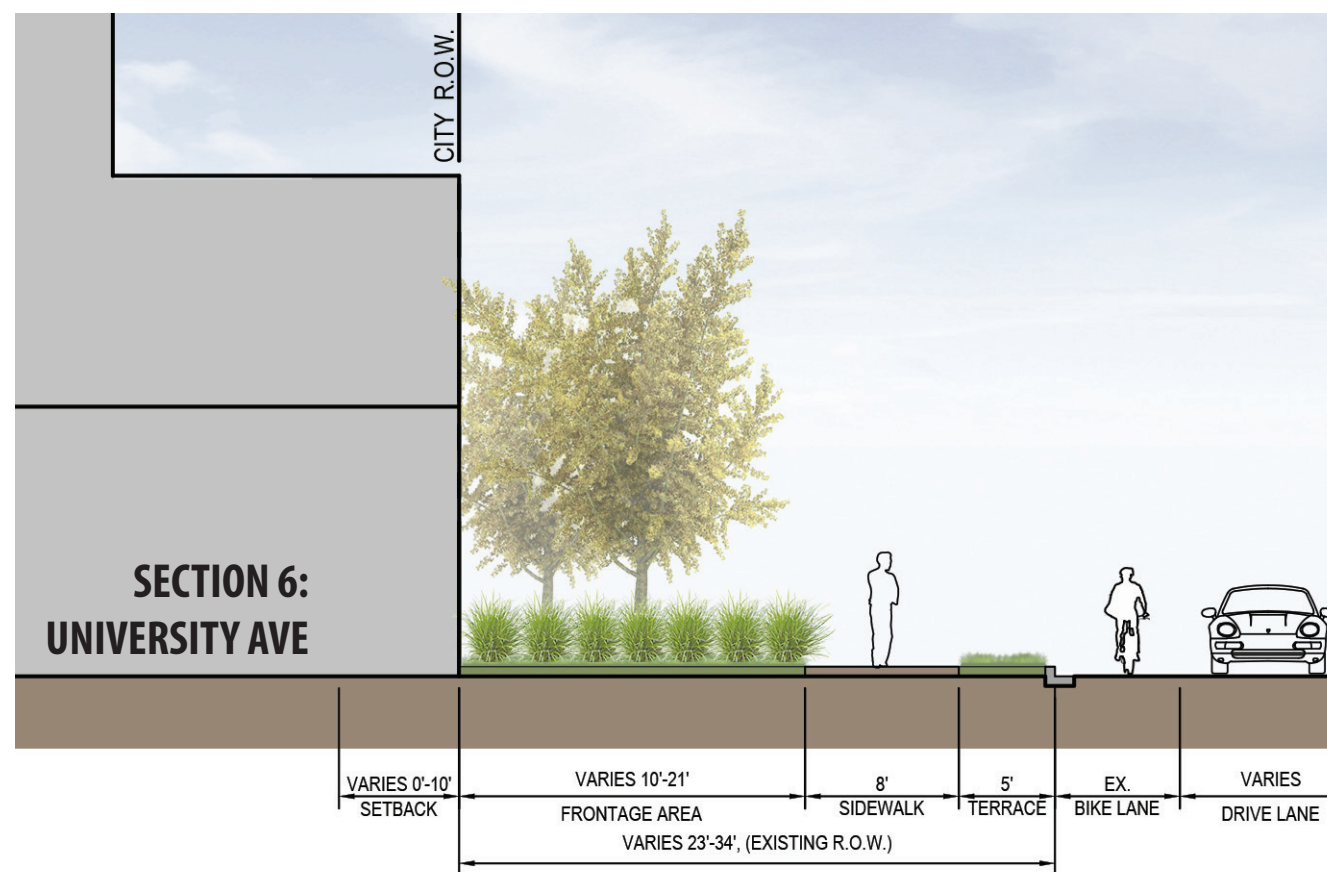 CITY R.O.W.
SECTION 6:
UNIVERSITY AVE
VARIES 0'-10'
SETBACK
VARIES 10'-21'
FRONTAGE AREA
8'
SIDEWALK
5'
TERRACE
EX.
BIKE LANE
VARIES
DRIVE LANE
VARIES 23'-34', (EXISTING R.O.W.)